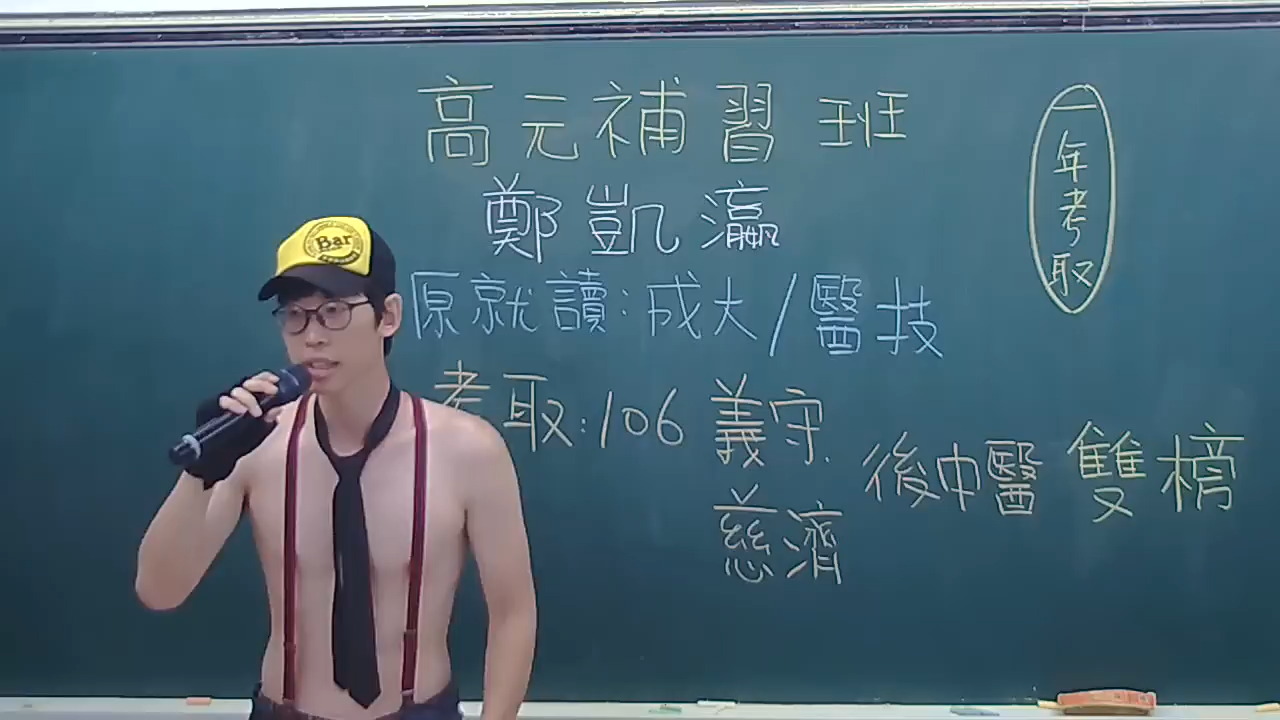 高元補習班
鄭凱瀛
原就讀:成大/醫技
考取:106 義守
慈濟
後中醫雙榜
一年考取
Bar